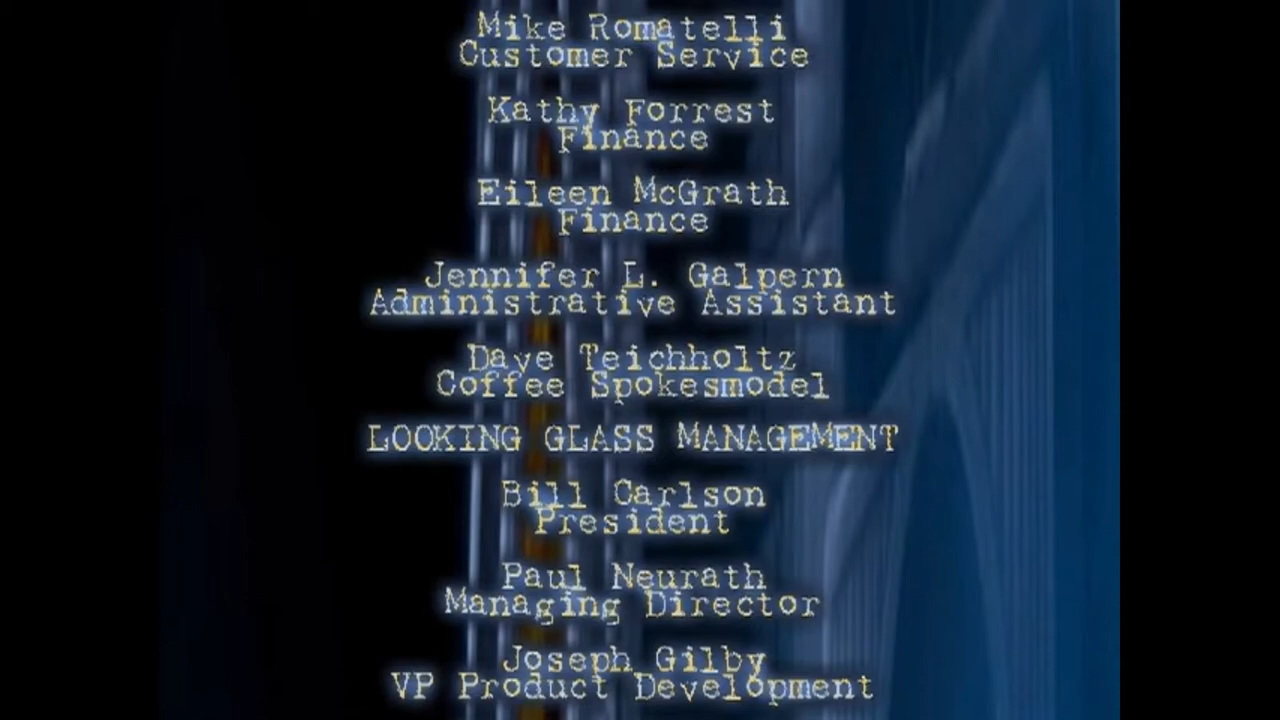 Mike Romatelli
Customer Service
Kathy Forrest
Finance
Eileen McGrath
Finance
Jennifer L. Galpern
Administrative Assistant
Dave Teichholtz
Coffee Spokesmodel
LOOKING GLASS MANAGEMENT
Bill Carlson
President
Paul Neurath
Managing Director
Joseph Gilby
VP Product Development